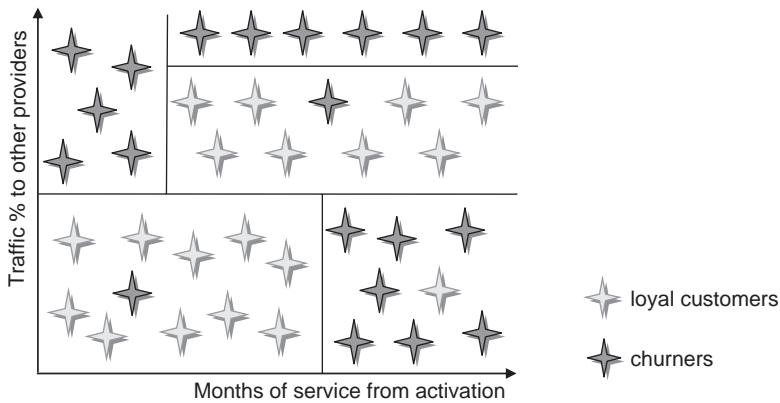 Traffic % to other providers
loyal customers
churners
Months of service from activation